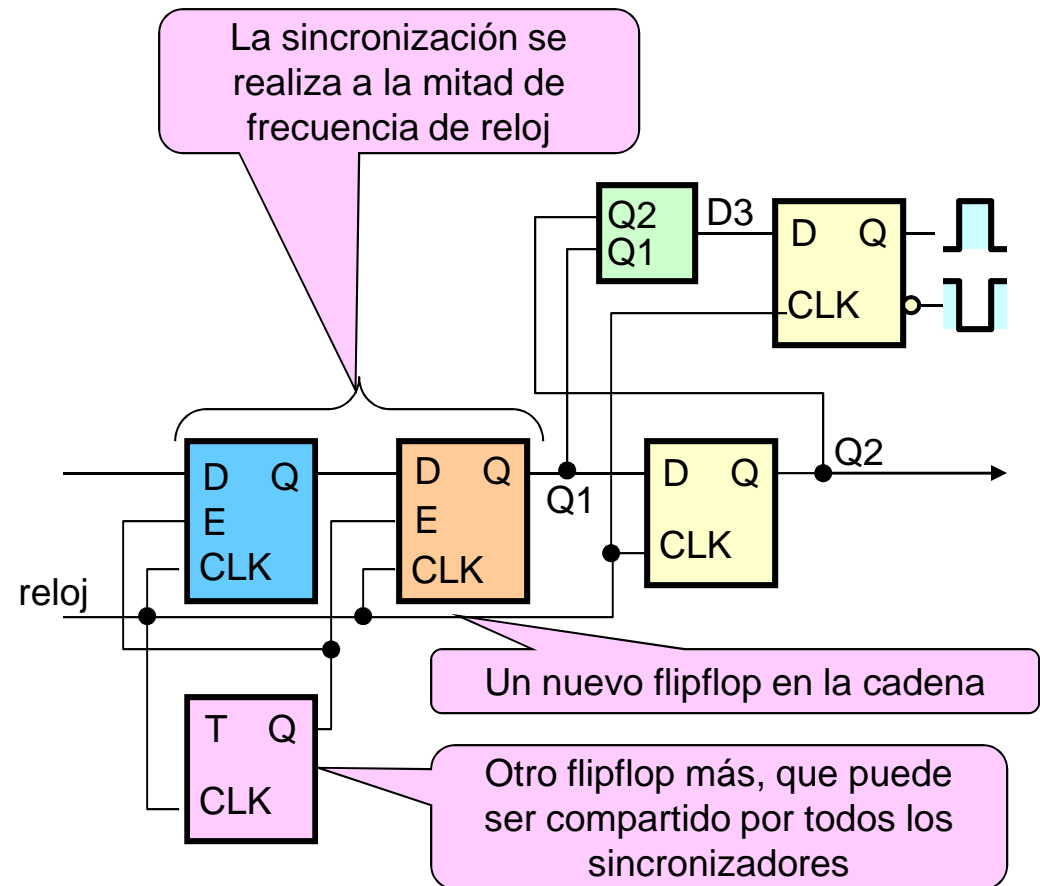 La sincronización se
realiza a la mitad de
frecuencia de reloj
Q2
Q1
D3
D Q
CLK
D Q
E
CLK
D Q
E
CLK
Q1
D Q
CLK
Q2
reloj
Un nuevo flipflop en la cadena
T Q
CLK
Otro flipflop más, que puede
ser compartido por todos los
sincronizadores